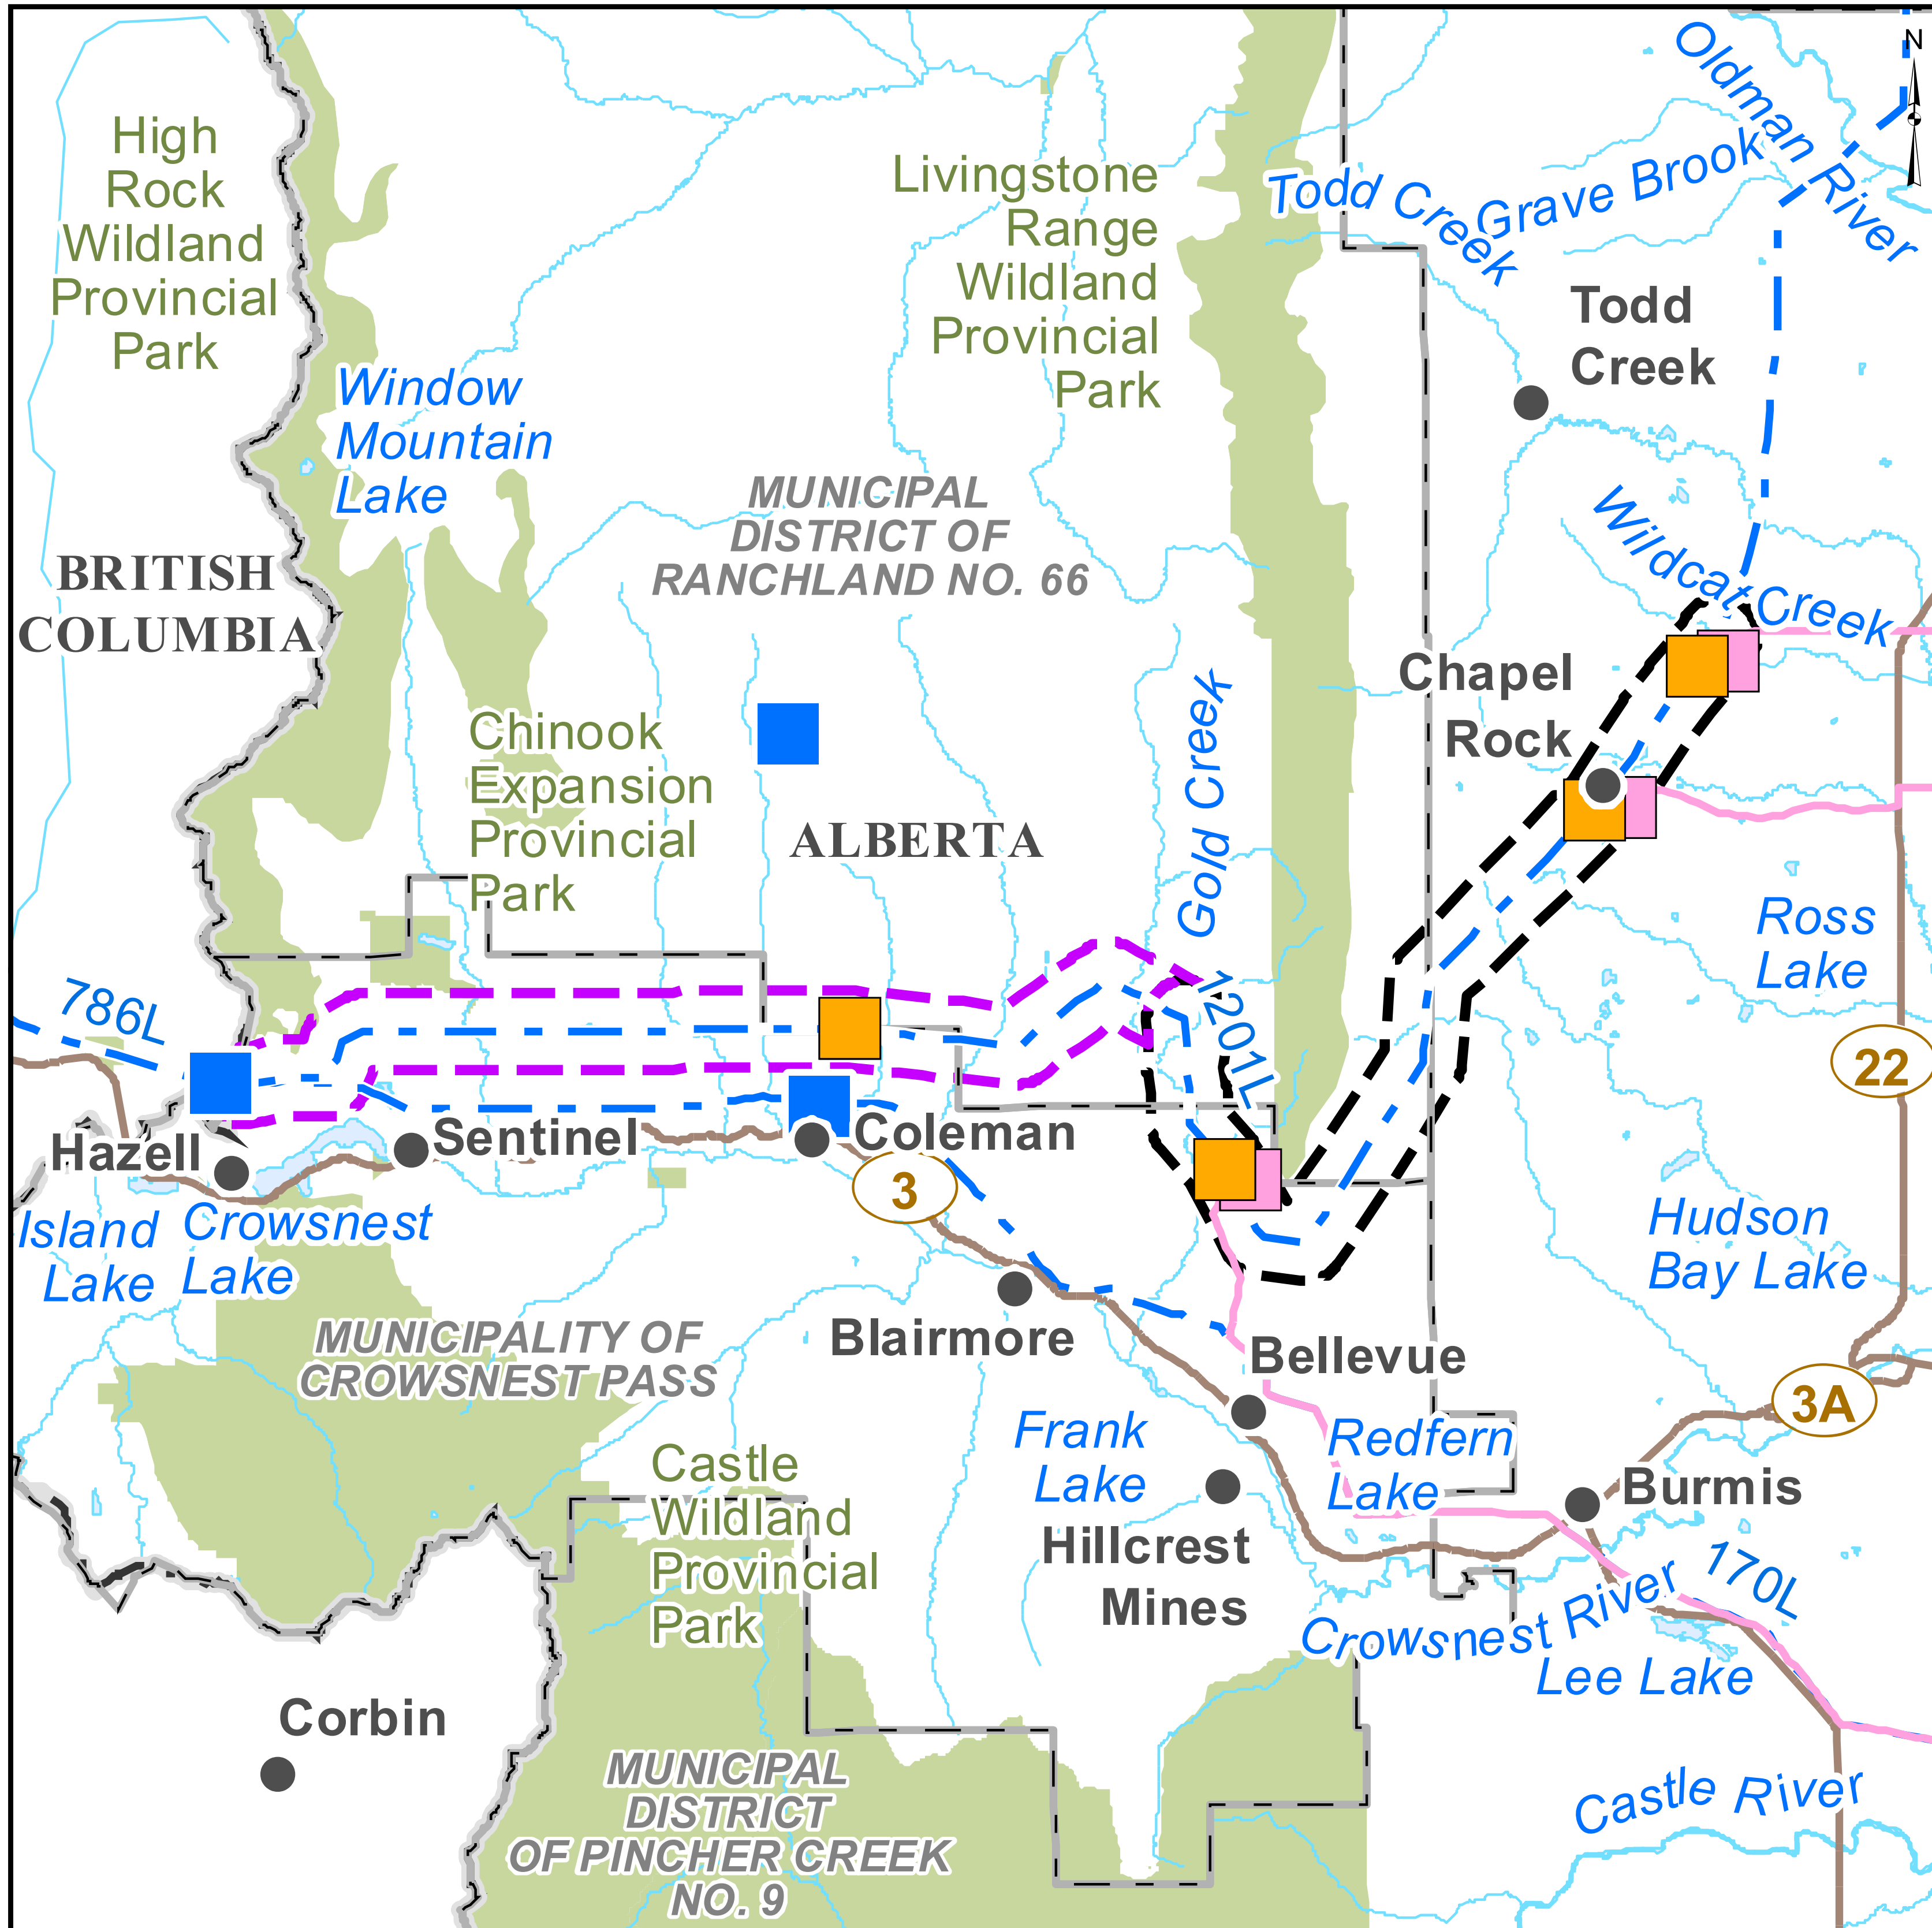 N
Oldman River
High
Rock
Wildland
Provincial
Park
Livingstone
Range
Wildland
Provincial
Park
Todd Creek
Grave Brook
Todd
Creek
Window
Mountain
Lake
MUNICIPAL
DISTRICT OF
RANCHLAND NO. 66
Wildcat Creek
BRITISH
COLUMBIA
Chapel
Rock
Gold Creek
Chinook
Expansion
Provincial
Park
ALBERTA
Ross
Lake
786L
1201L
22
Hazell
Sentinel
Coleman
3
Island
Lake
Crowsnest
Lake
Hudson
Bay Lake
MUNICIPALITY OF
CROWSNEST PASS
Blairmore
Bellevue
3A
Frank
Lake
Redfern
Lake
Castle
Wildland
Provincial
Park
Burmis
Hillcrest
Mines
170L
Crowsnest River
Lee Lake
Corbin
MUNICIPAL
DISTRICT
OF PINCHER CREEK
NO. 9
Castle River